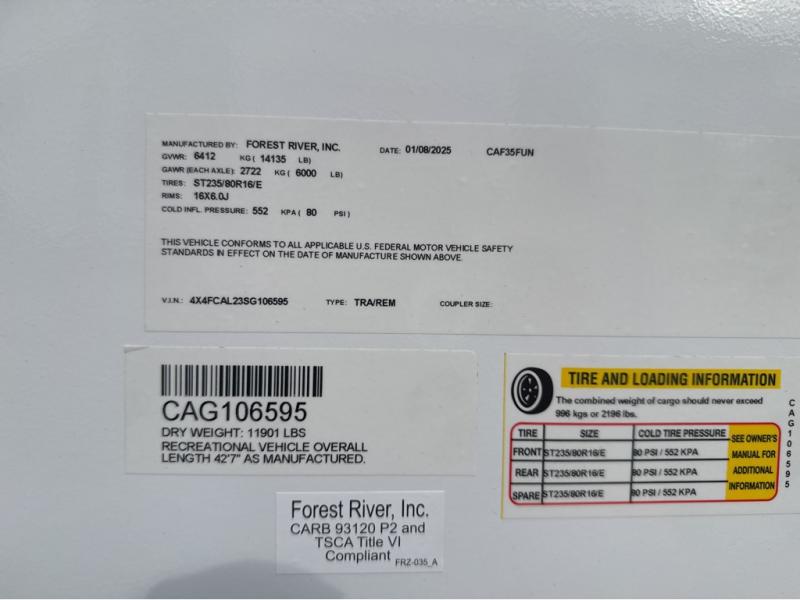 MANUFACTURED BY: FOREST RIVER, INC. DATE: 01/08/2025 CAF35FUN
GVWR: 6412 KG ( 14135 LB)
GAWR (EACH AXLE): 2722 KG ( 6000 LB)
TIRES: ST235/80R16/E
RIMS: 16X6.0J
COLD INFL. PRESSURE: 552 KPA ( 80 PSI )
THIS VEHICLE CONFORMS TO ALL APPLICABLE U.S. FEDERAL MOTOR VEHICLE SAFETY
STANDARDS IN EFFECT ON THE DATE OF MANUFACTURE SHOWN ABOVE.
V.I.N.: 4X4FCAL23SG106595 TYPE: TRA/REM COUPLER SIZE:
CAG106595
DRY WEIGHT: 11901 LBS
RECREATIONAL VEHICLE OVERALL
LENGTH 42'7" AS MANUFACTURED.
Forest River, Inc.
CARB 93120 P2 and
TSCA Title VI
Compliant FRZ-035_A
TIRE AND LOADING INFORMATION
The combined weight of cargo should never exceed
996 kgs or 2196 lbs.
TIRE SIZE COLD TIRE PRESSURE
FRONT ST235/80R16/E 80 PSI / 552 KPA
REAR ST235/80R16/E 80 PSI / 552 KPA
SPARE ST235/80R16/E 80 PSI / 552 KPA
SEE OWNER'S
MANUAL FOR
ADDITIONAL
INFORMATION
CAG106595